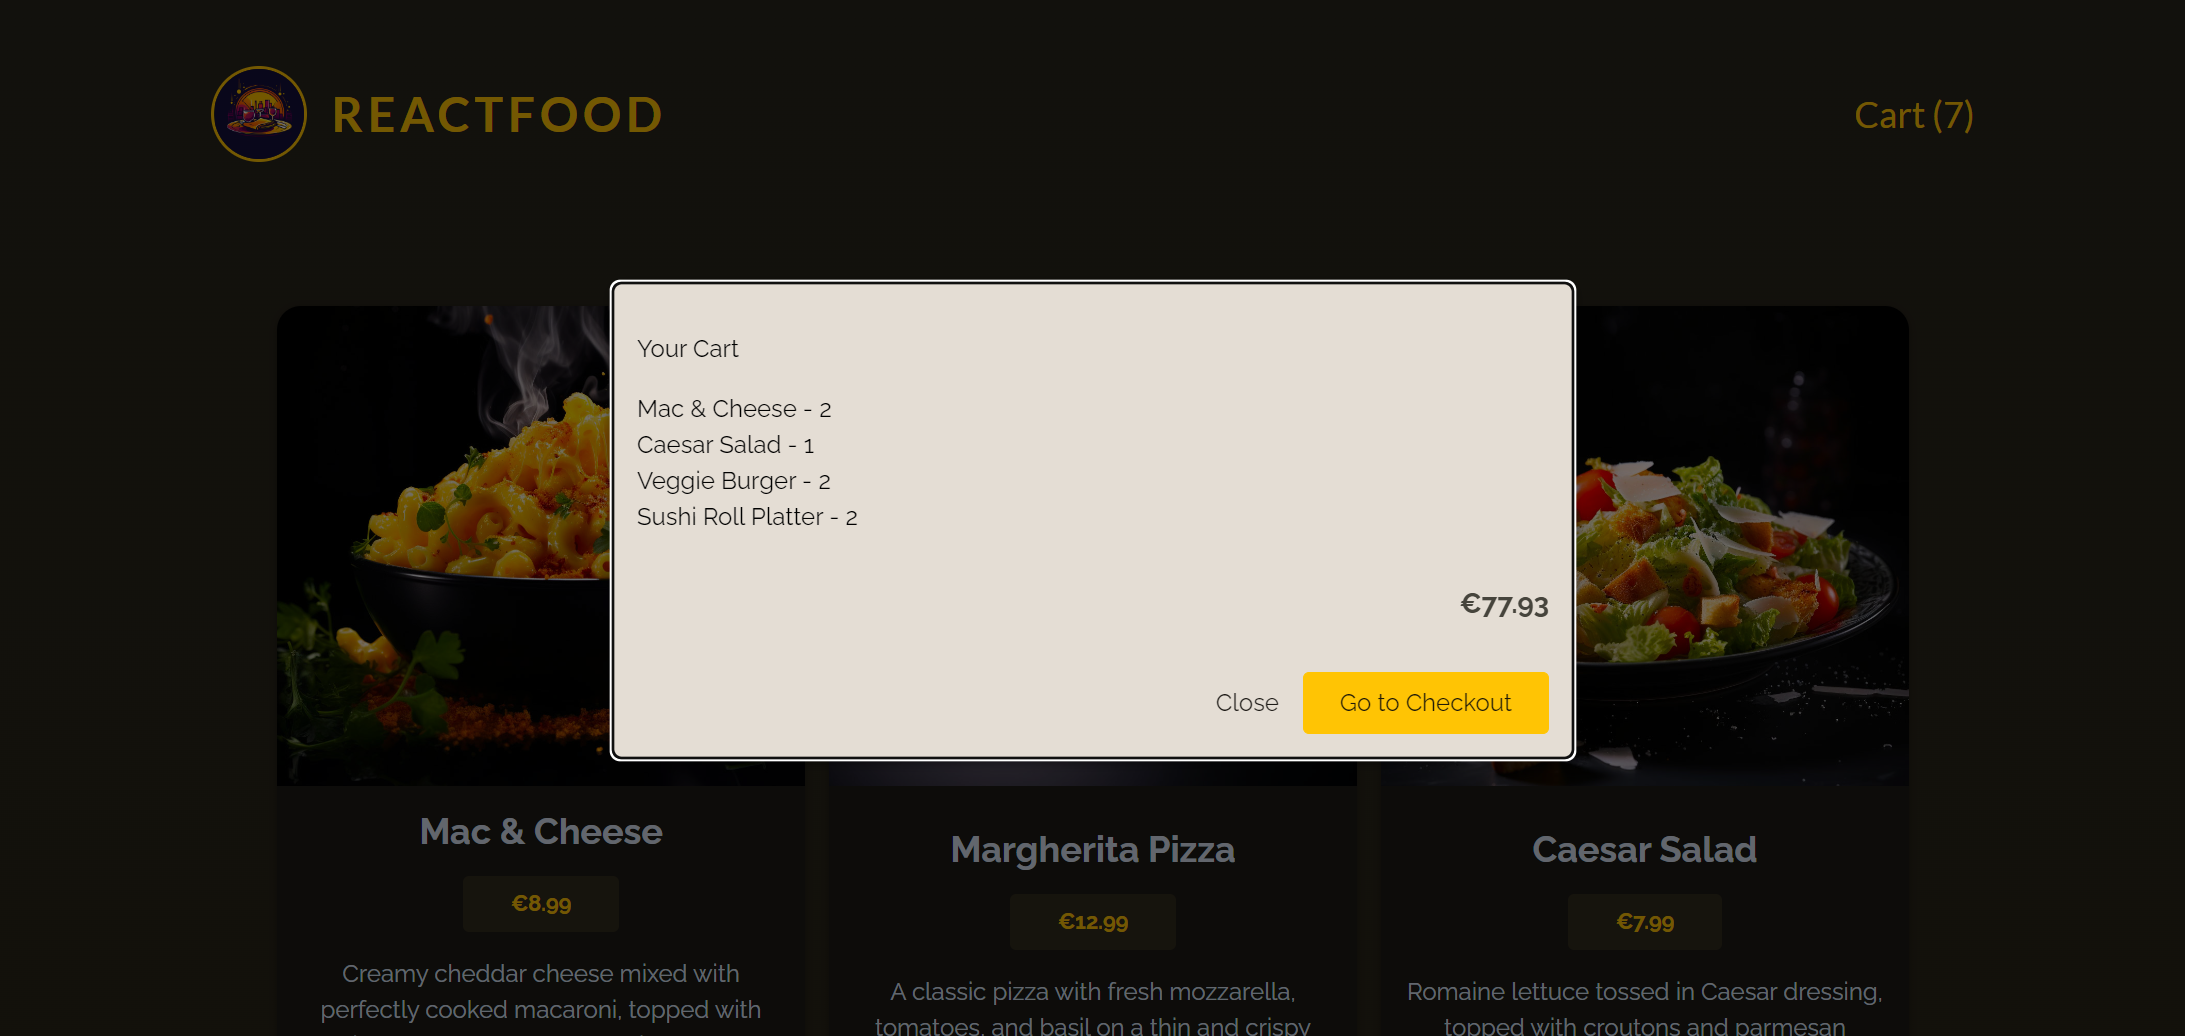 REACTFOOD
Cart (7)
Your Cart
Mac & Cheese - 2
Caesar Salad - 1
Veggie Burger - 2
Sushi Roll Platter - 2
€77.93
Close
Go to Checkout
Mac & Cheese
€8.99
Creamy cheddar cheese mixed with
perfectly cooked macaroni, topped with
Margherita Pizza
€12.99
A classic pizza with fresh mozzarella,
tomatoes, and basil on a thin and crispy
Caesar Salad
€7.99
Romaine lettuce tossed in Caesar dressing,
topped with croutons and parmesan